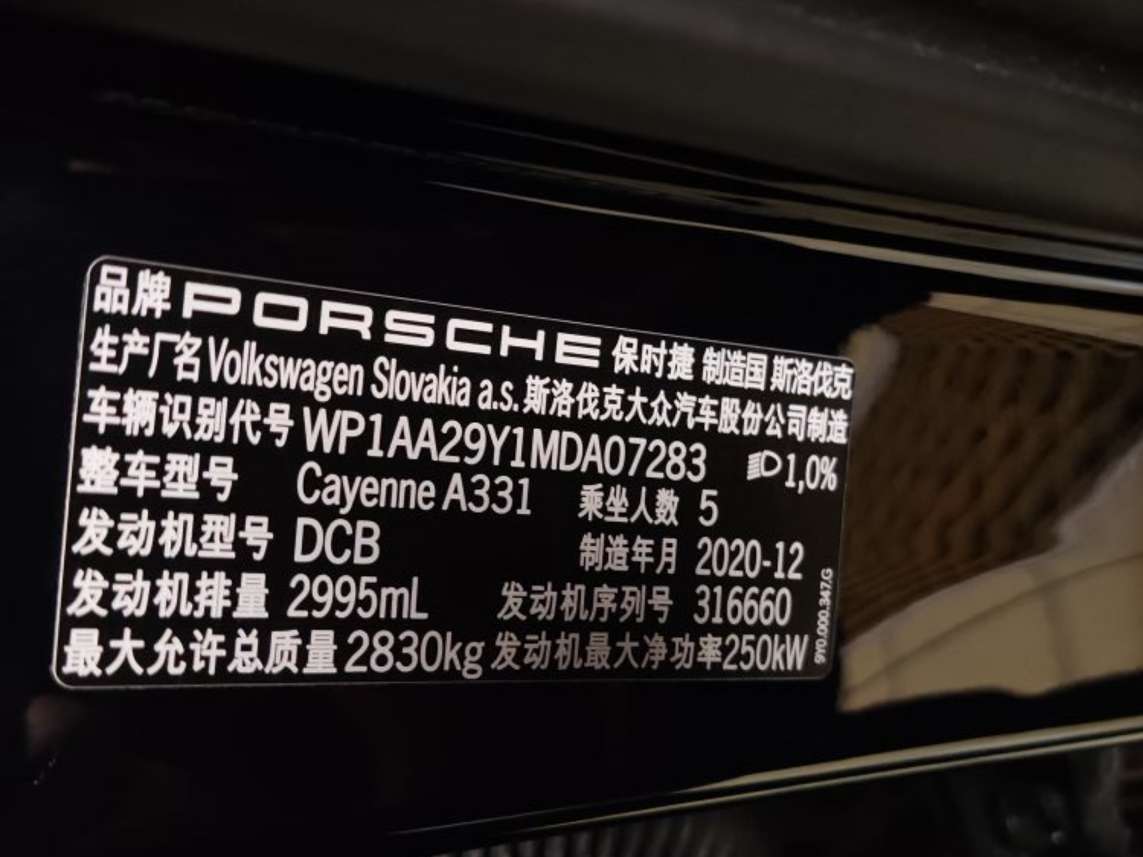 品牌 PORSCHE 保时捷 制造国 斯洛伐克
生产厂名 Volkswagen Slovakia a.s. 斯洛伐克大众汽车股份公司制造
车辆识别代号 WP1AA29Y1MDA07283 1,0%
整车型号 Cayenne A331 乘坐人数 5
发动机型号 DCB 制造年月 2020-12
发动机排量 2995mL 发动机序列号 316660
最大允许总质量 2830kg 发动机最大净功率 250kW
9Y0.000.347.G